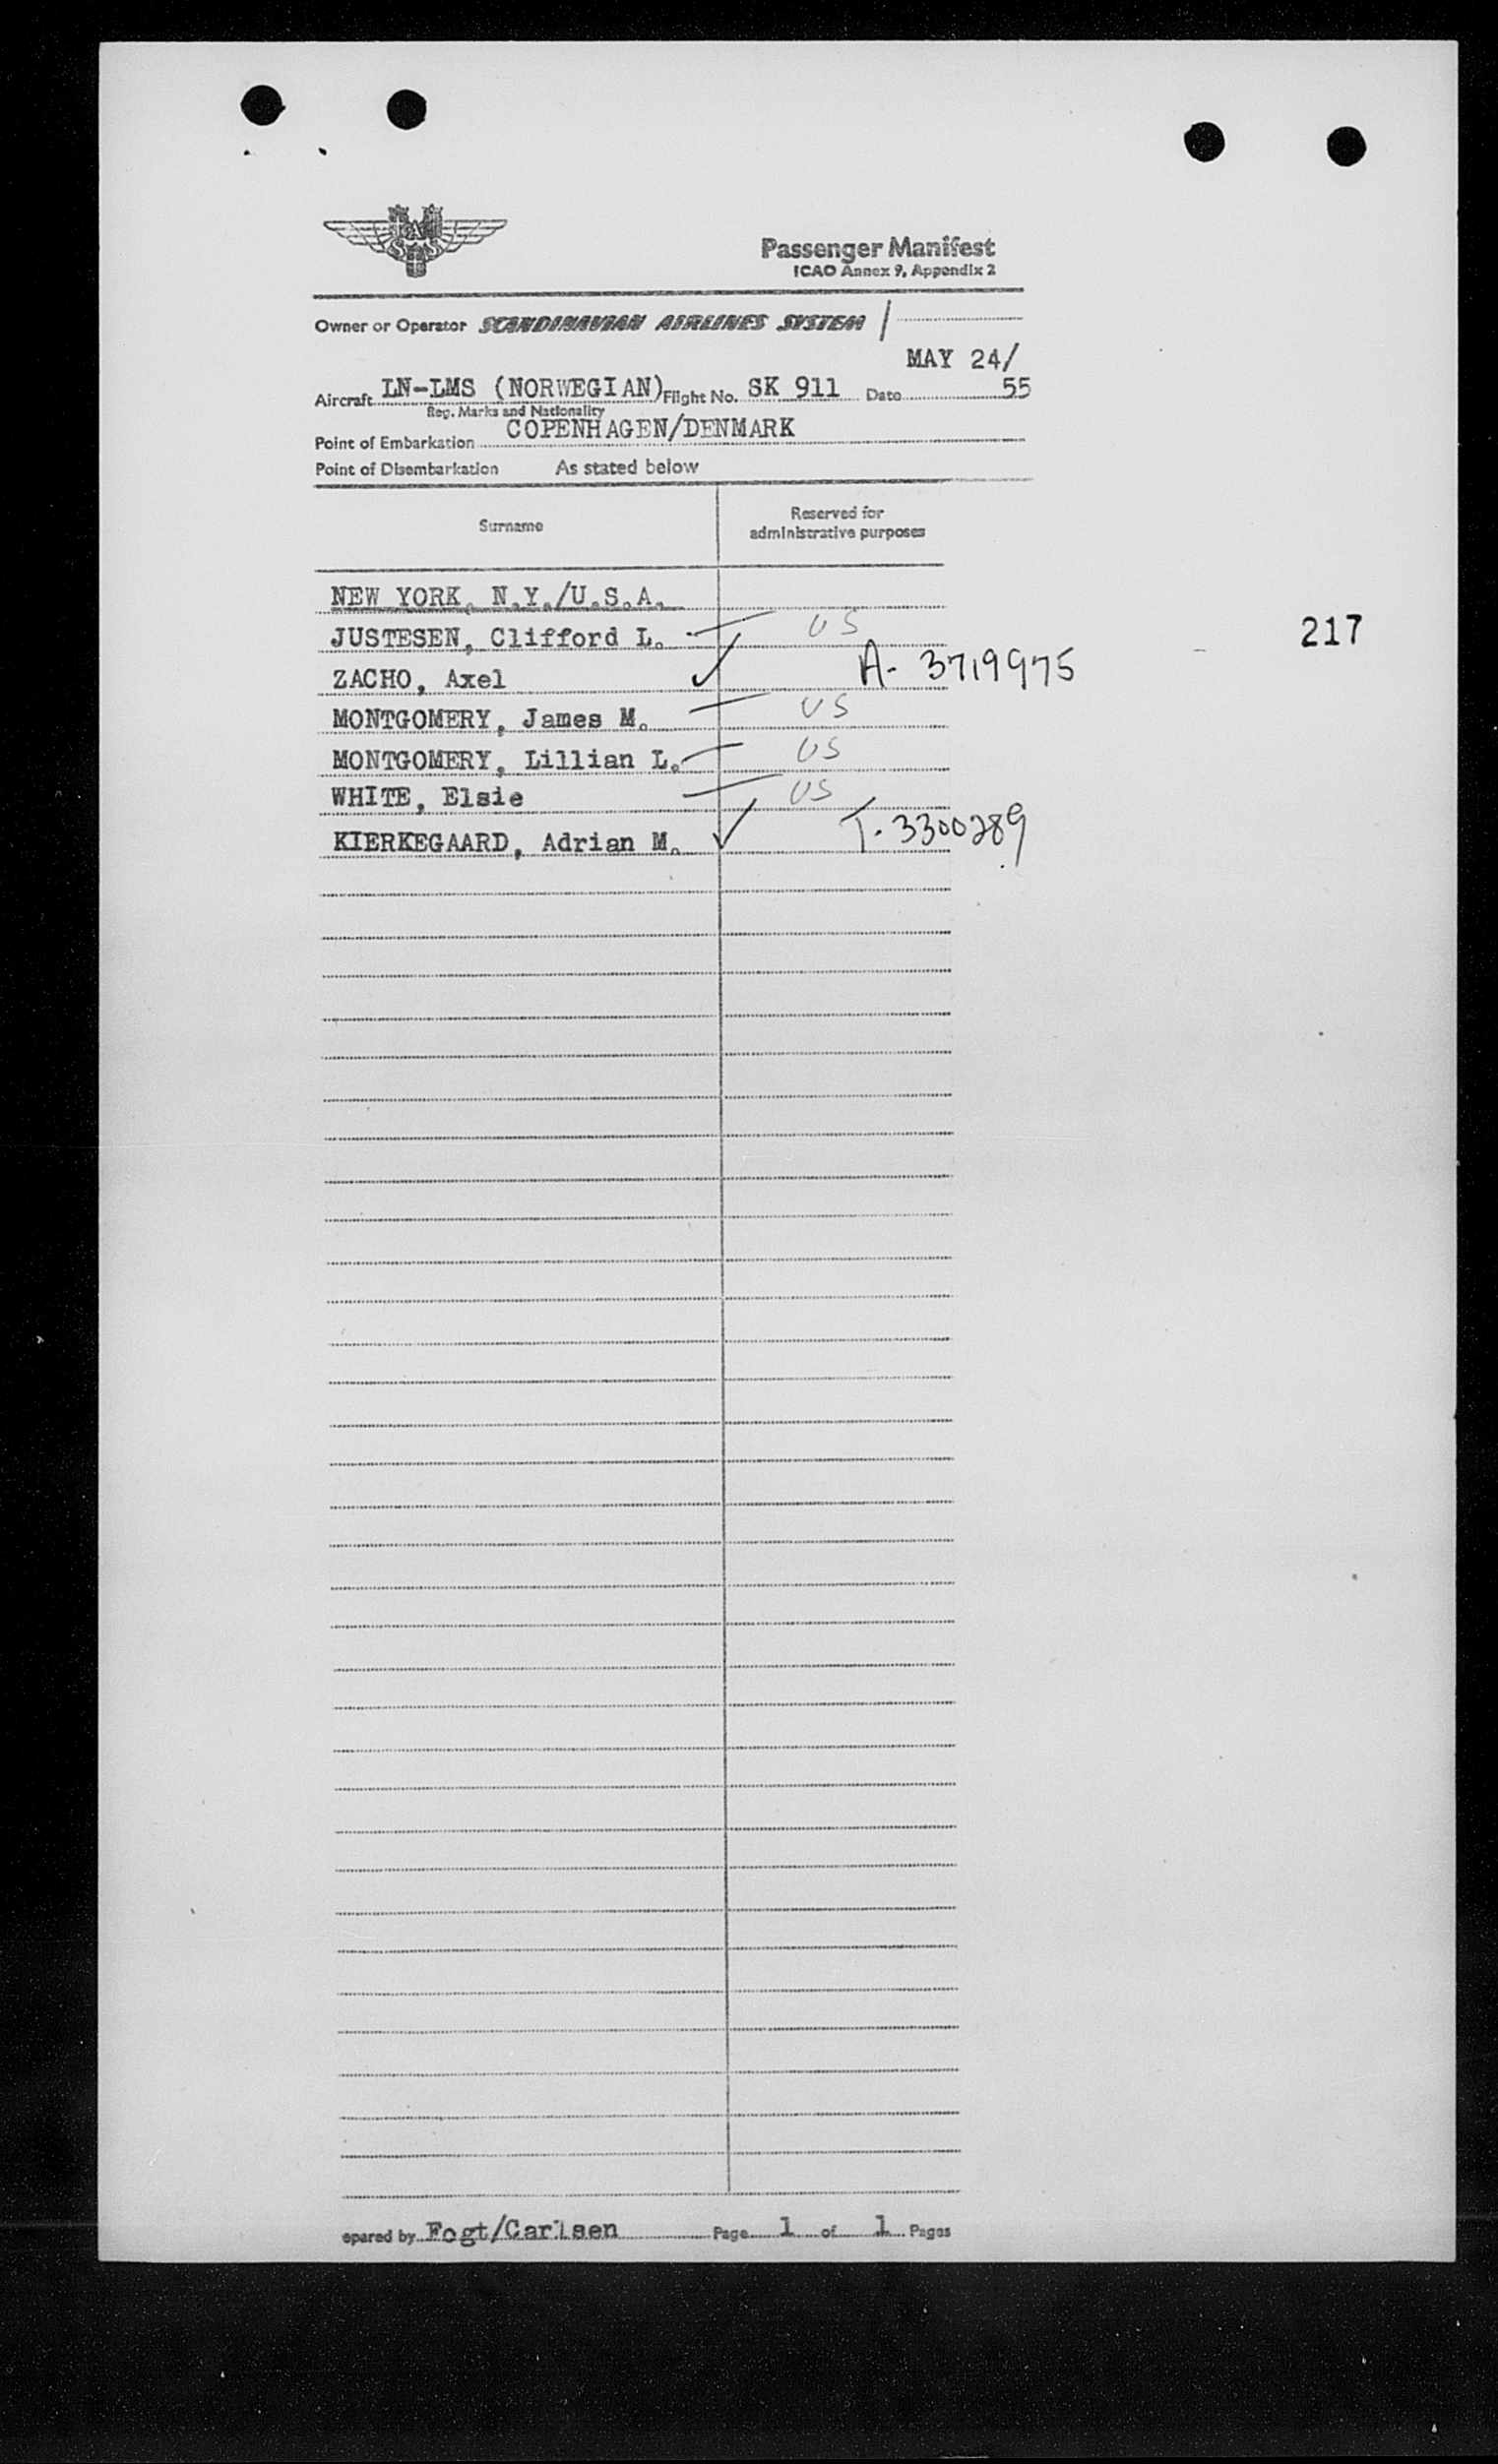 SAS
Passenger Manifest
ICAO Annex 9, Appendix 2
Owner or Operator SCANDINAVIAN AIRLINES SYSTEM /
MAY 24/
Aircraft LN-LMS (NORWEGIAN) Flight No. SK 911 Date 55
Reg. Marks and Nationality
Point of Embarkation COPENHAGEN/DENMARK
Point of Disembarkation As stated below
Surname
Reserved for
administrative purposes
NEW YORK, N.Y./U.S.A.
JUSTESEN, Clifford L. — US
217
ZACHO, Axel ✓ A- 3719975
MONTGOMERY, James M. — US
MONTGOMERY, Lillian L. — US
WHITE, Elsie — US
KIERKEGAARD, Adrian M. ✓ T- 3300289
epared by Fogt/Carlsen Page 1 of 1 Pages